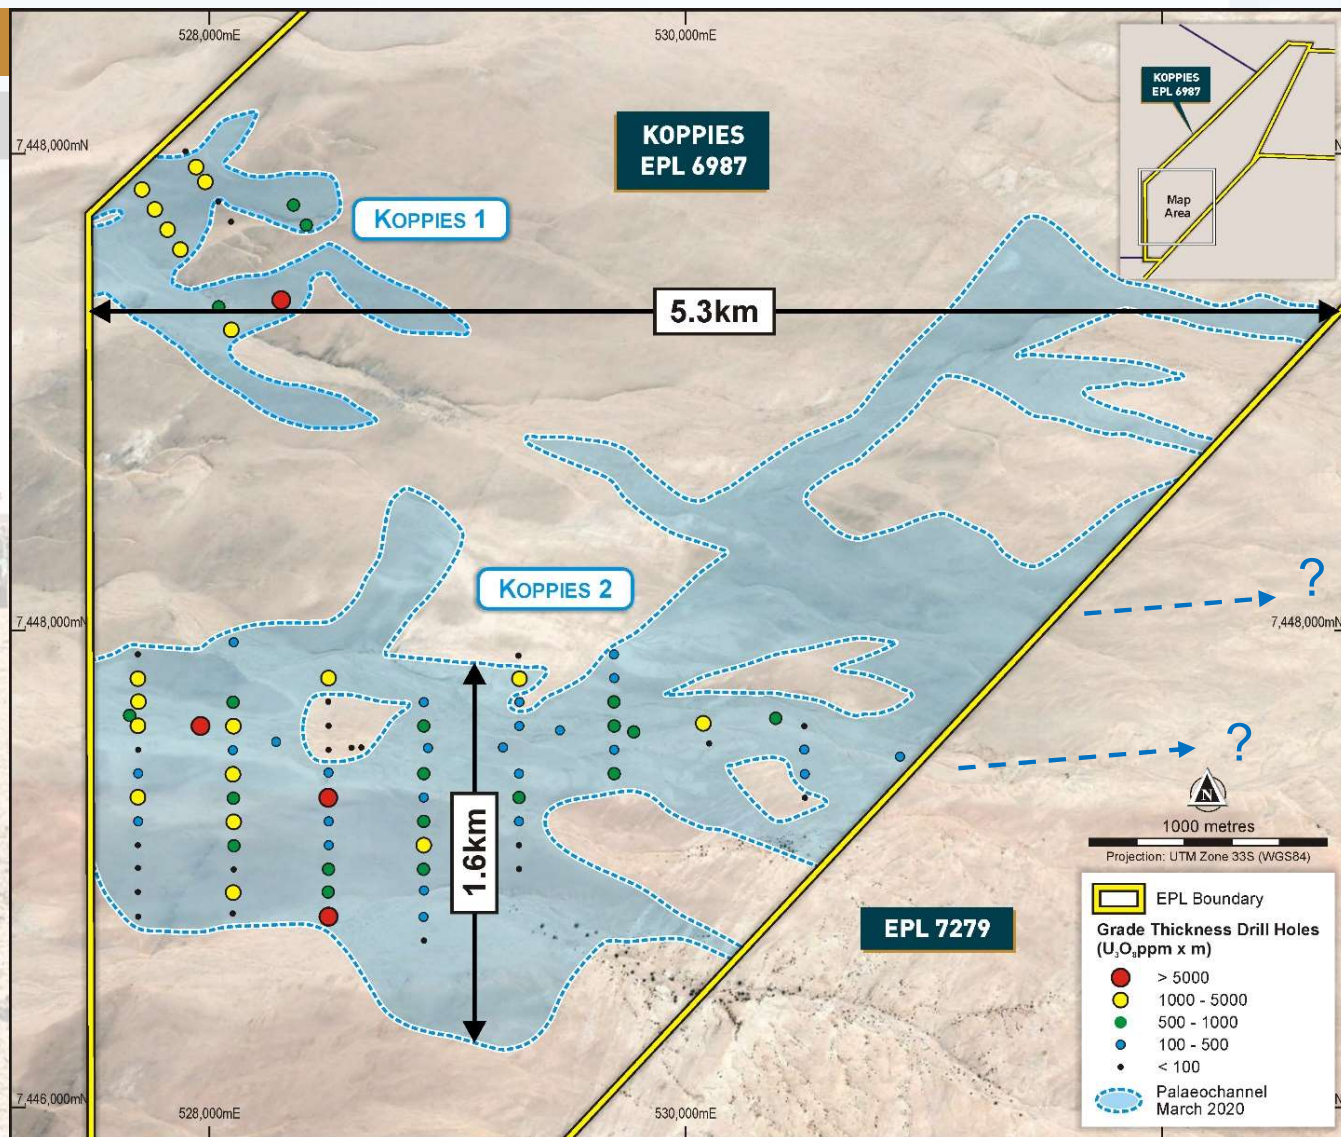 528,000mE
530,000mE
7,448,000mN
KOPPIES
EPL 6987
KOPPIES
EPL 6987
Map
Area
N
KOPPIES 1
5.3km
KOPPIES 2
?
7,448,000mN
7,448,000mN
?
N
1000 metres
Projection: UTM Zone 33S (WGS84)
1.6km
EPL 7279
EPL Boundary
Grade Thickness Drill Holes
(U₃O₈ppm x m)
> 5000
1000 - 5000
500 - 1000
100 - 500
< 100
Palaeochannel
March 2020
7,446,000mN
528,000mE
530,000mE
N